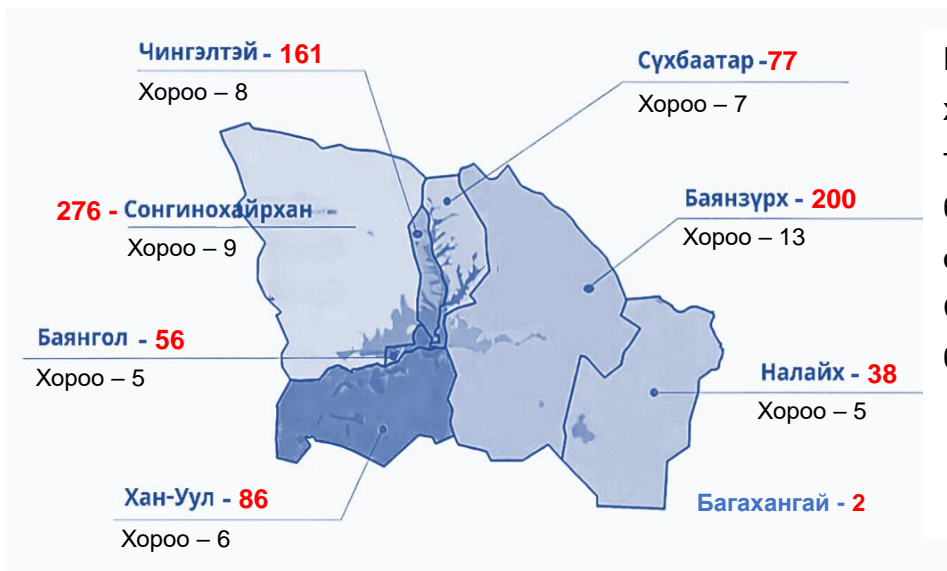 Чингэлтэй - 161
Хороо – 8
Сүхбаатар -77
Хороо – 7
276 - Сонгинохайрхан -
Хороо – 9
Баянзүрх - 200
Хороо – 13
Баянгол - 56
Хороо – 5
Налайх - 38
Хороо – 5
Хан-Уул - 86
Хороо – 6
Багахангай - 2